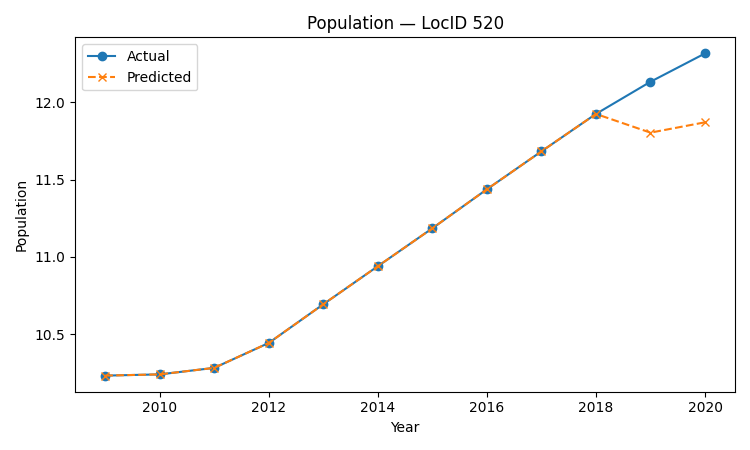 Population — LocID 520
Actual
Predicted
12.0
11.5
11.0
10.5
Population
2010 2012 2014 2016 2018 2020
Year